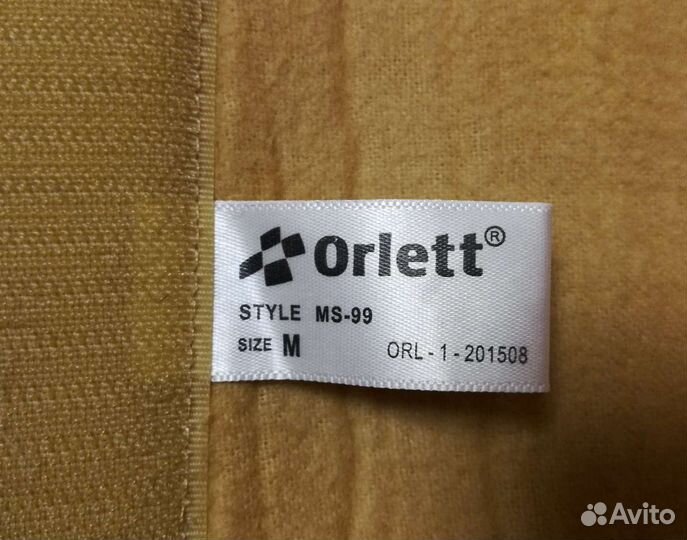 Orlett®
STYLE MS-99
SIZE M ORL - 1 - 201508
Avito